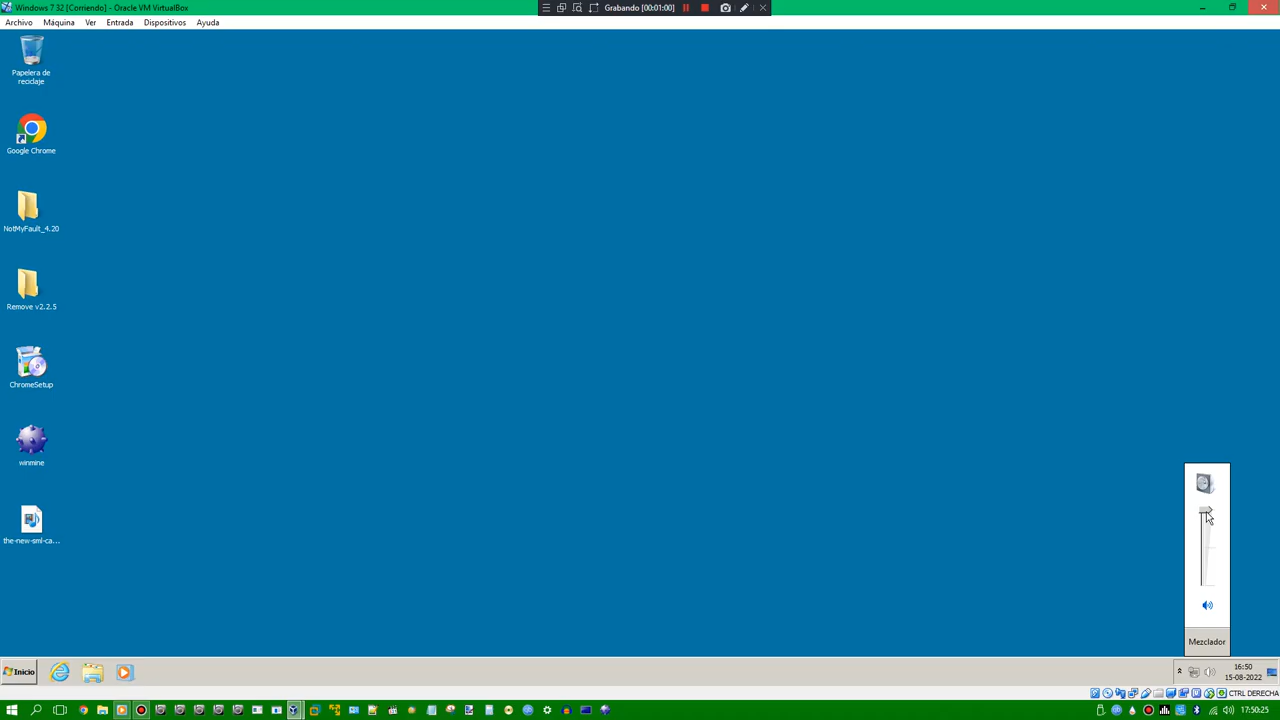 Windows 7 32 [Corriendo] - Oracle VM VirtualBox
Grabando [00:01:00]
Archivo Máquina Ver Entrada Dispositivos Ayuda
Papelera de
reciclaje
Google Chrome
NotMyFault_4.20
Remove v2.2.5
ChromeSetup
winmine
the-new-sml-ca...
Mezclador
Inicio
16:50
15-08-2022
CTRL DERECHA
17:50:25